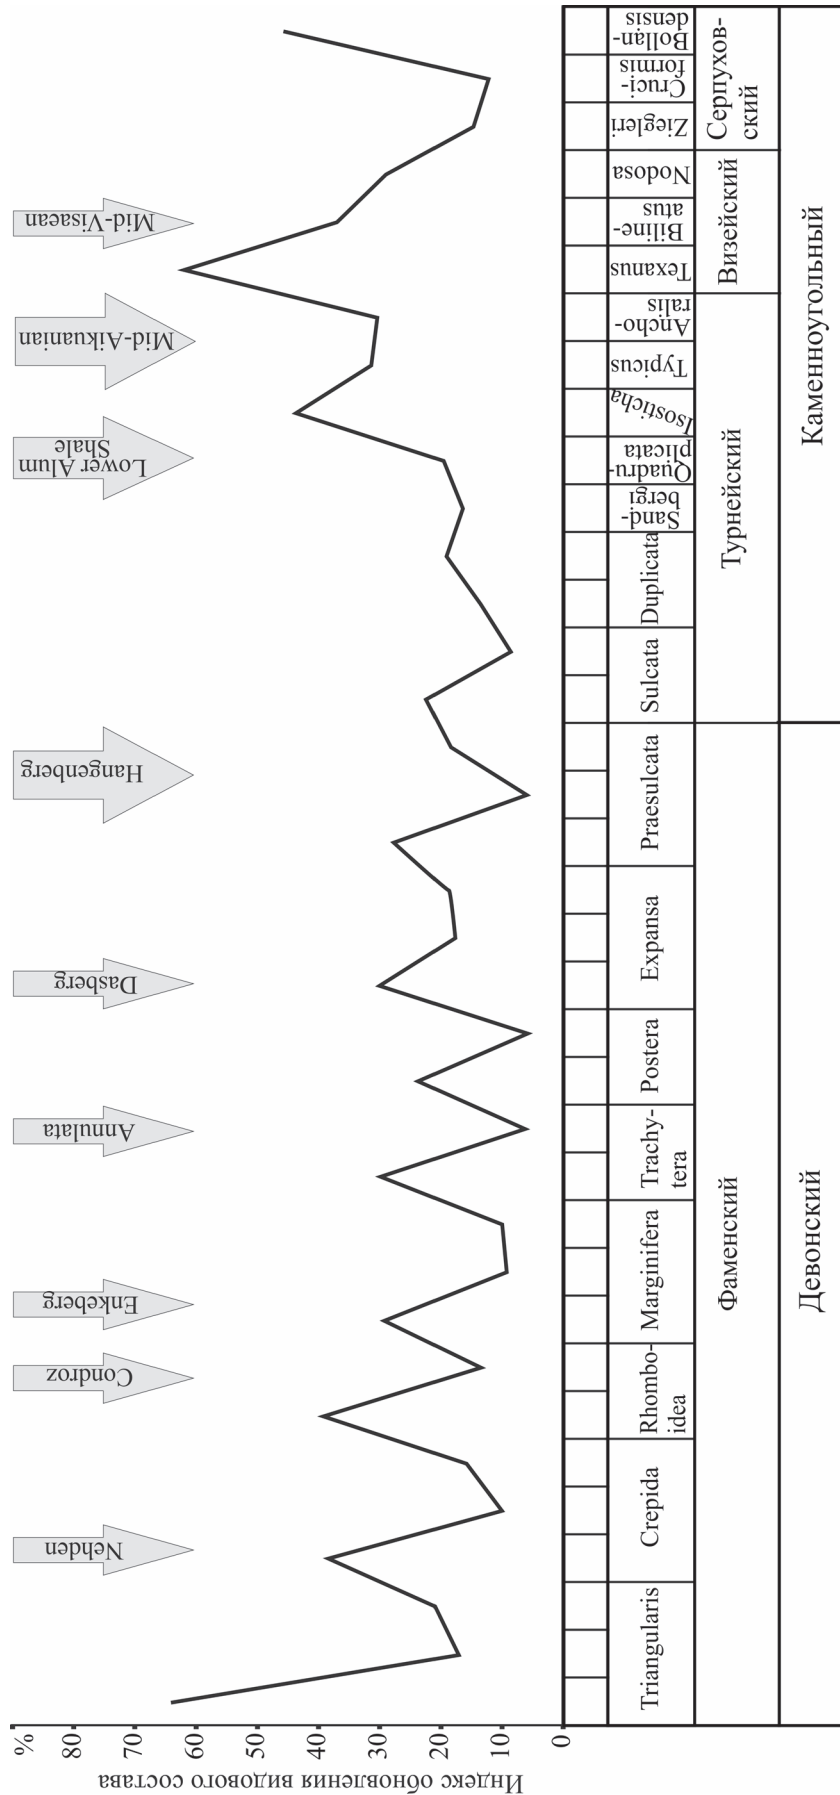 Индекс обновления видового состава
%
80
70
60
50
40
30
20
10
0
Nehden
Condroz
Enkeberg
Annulata
Dasberg
Hangenberg
Lower Alum
Shale
Mid-Aikuanian
Mid-Visaean
Triangularis
Crepida
Rhombo-
idea
Marginifera
Trachy-
tera
Postera
Expansa
Praesulcata
Sulcata
Duplicata
Sand-
bergi
Quadru-
plicata
Isosticha
Typicus
Ancho-
ralis
Texanus
Biline-
atus
Nodosa
Ziegleri
Cruci-
formis
Bollan-
densis
Фаменский
Турнейский
Визейский
Серпухов-
ский
Девонский
Каменноугольный